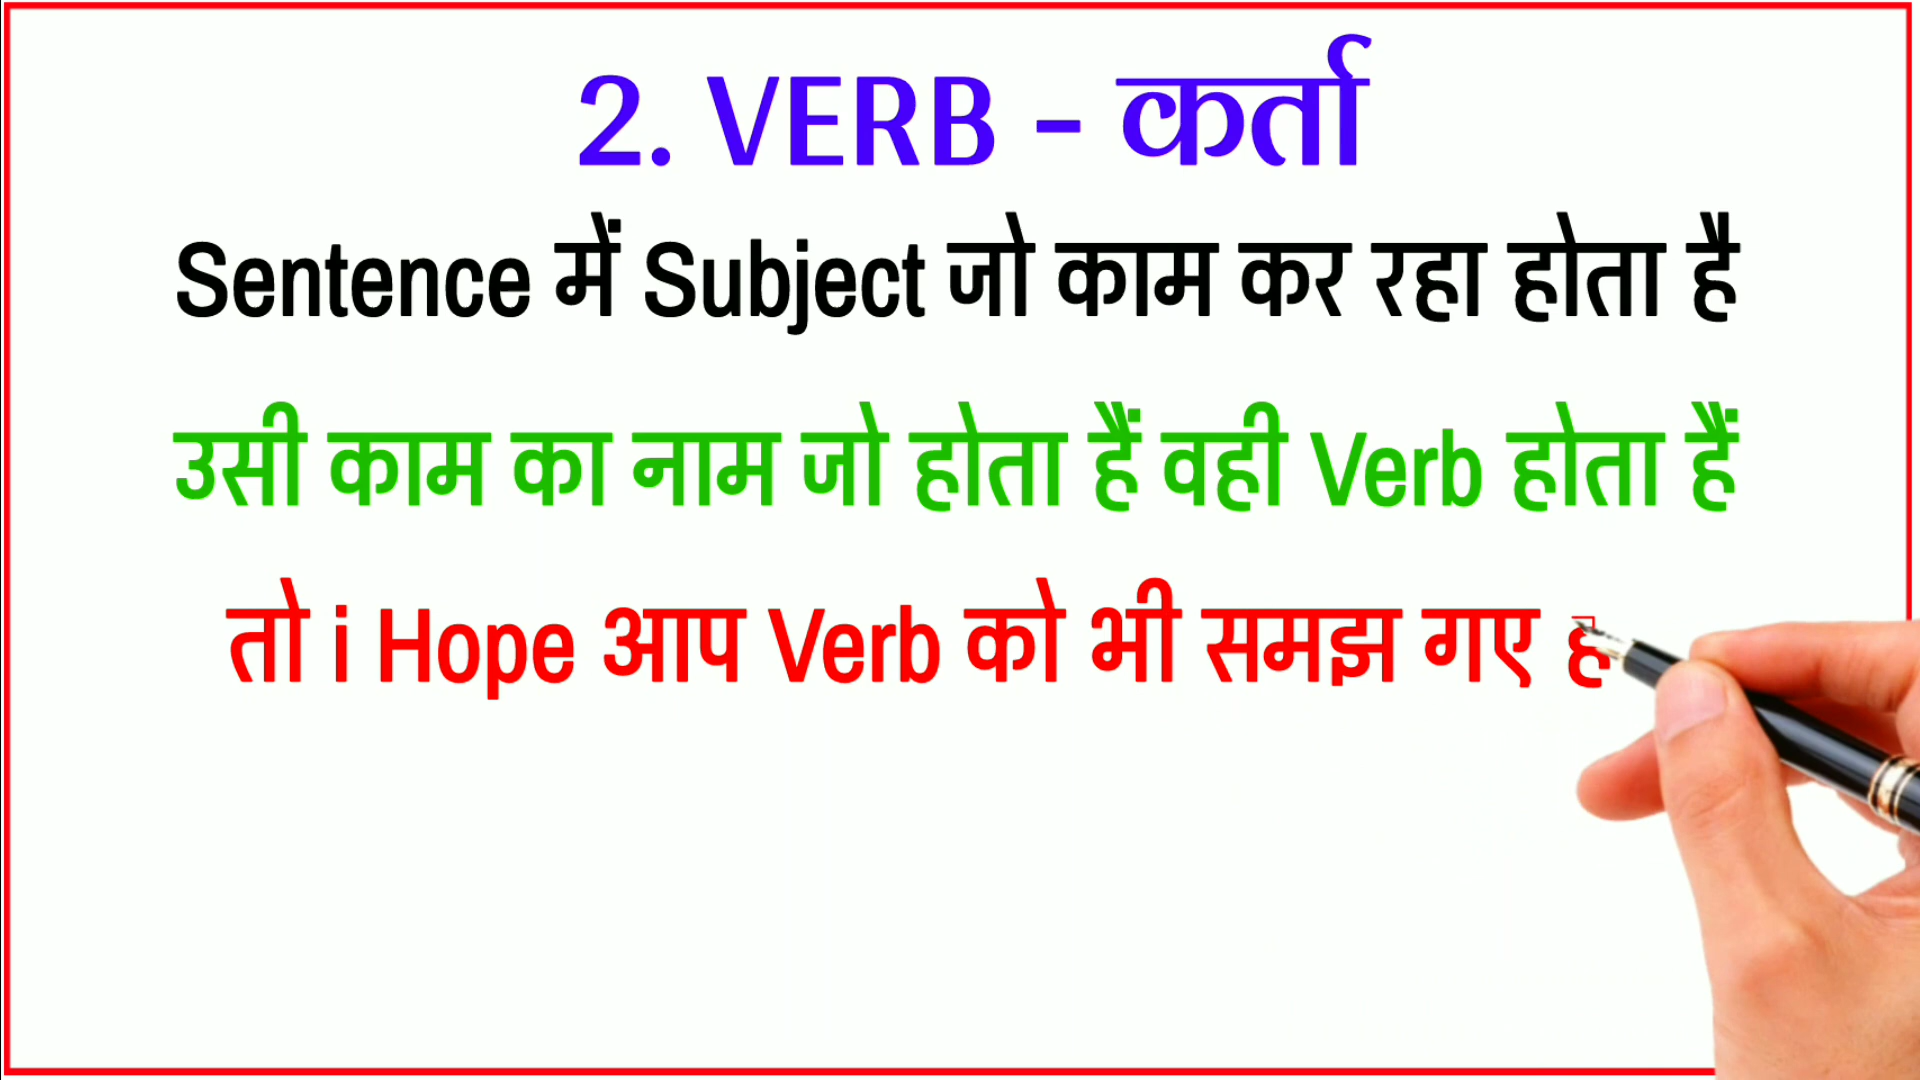 2. VERB - कर्ता
Sentence में Subject जो काम कर रहा होता है
उसी काम का नाम जो होता हैं वही Verb होता हैं
तो i Hope आप Verb को भी समझ गए